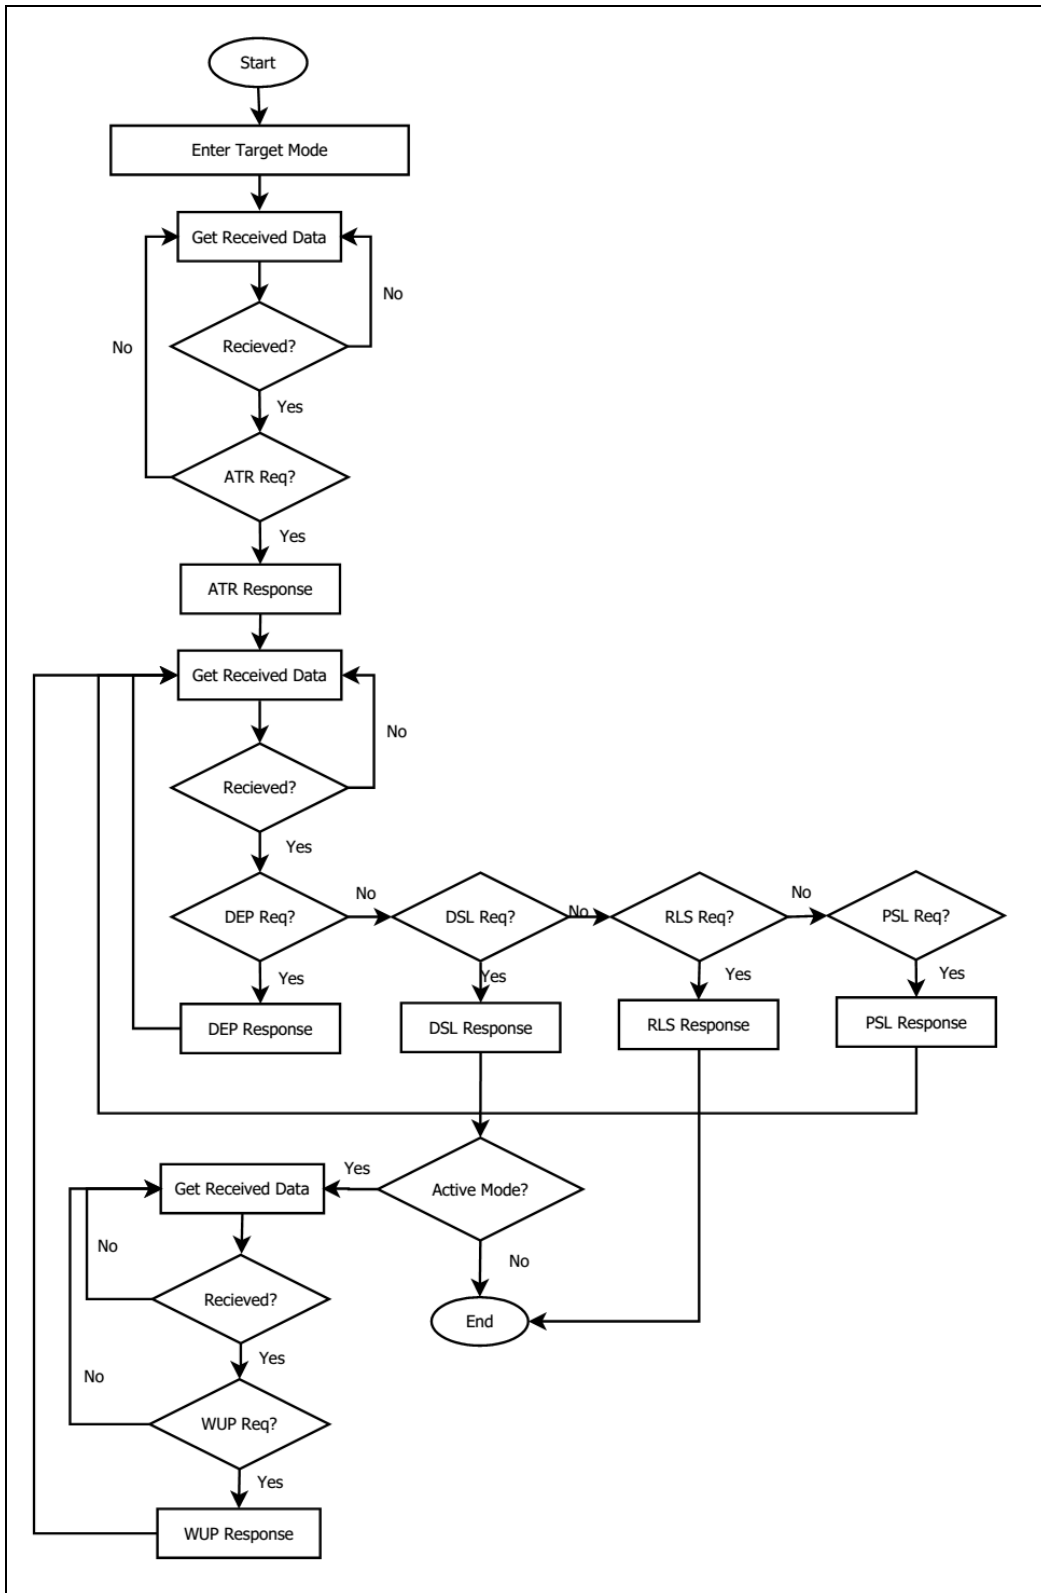 Start
Enter Target Mode
Get Received Data
No
Recieved?
No
Yes
ATR Req?
Yes
ATR Response
Get Received Data
No
Recieved?
Yes
DEP Req?
No
DSL Req?
No
RLS Req?
No
PSL Req?
Yes
Yes
Yes
Yes
DEP Response
DSL Response
RLS Response
PSL Response
Get Received Data
Yes
Active Mode?
No
No
Recieved?
End
Yes
No
WUP Req?
Yes
WUP Response